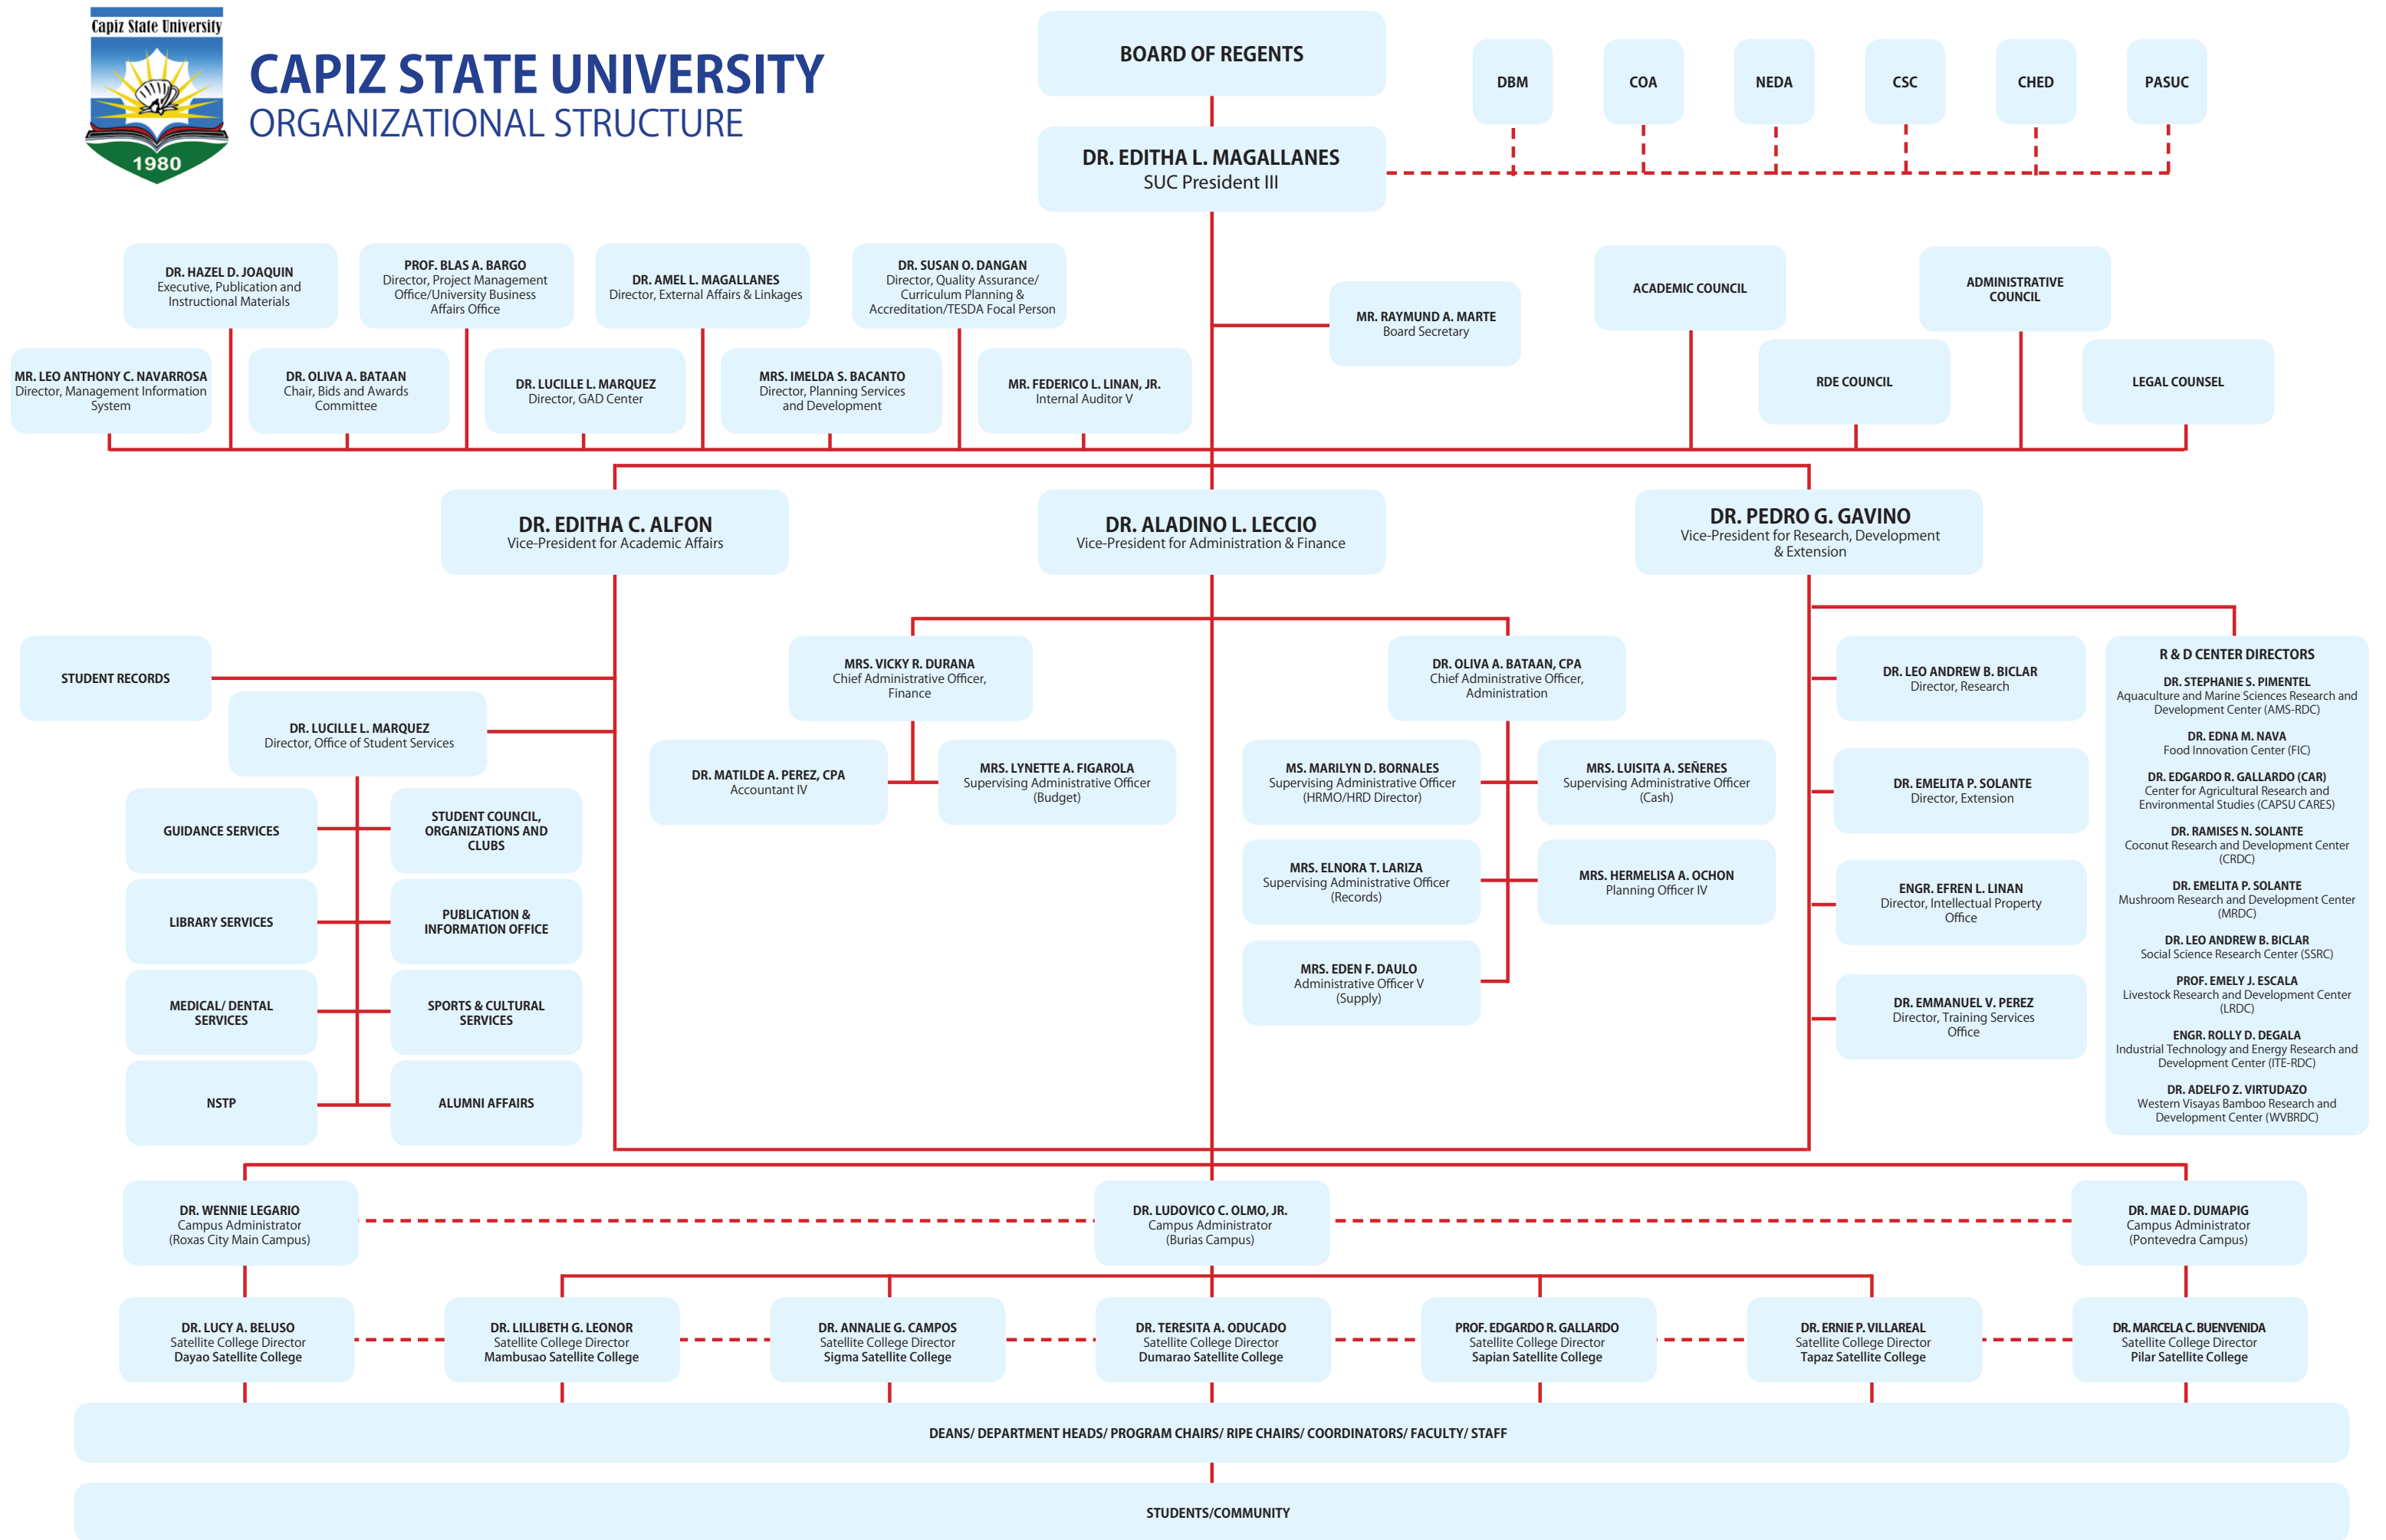 Capiz State University
1980
CAPIZ STATE UNIVERSITY
ORGANIZATIONAL STRUCTURE
BOARD OF REGENTS
DBM
COA
NEDA
CSC
CHED
PASUC
DR. EDITHA L. MAGALLANES
SUC President III
DR. HAZEL D. JOAQUIN
Executive, Publication and
Instructional Materials
PROF. BLAS A. BARGO
Director, Project Management
Office/University Business
Affairs Office
DR. AMEL L. MAGALLANES
Director, External Affairs & Linkages
DR. SUSAN O. DANGAN
Director, Quality Assurance/
Curriculum Planning &
Accreditation/TESDA Focal Person
MR. RAYMUND A. MARTE
Board Secretary
ACADEMIC COUNCIL
ADMINISTRATIVE
COUNCIL
MR. LEO ANTHONY C. NAVARROSA
Director, Management Information
System
DR. OLIVA A. BATAAN
Chair, Bids and Awards
Committee
DR. LUCILLE L. MARQUEZ
Director, GAD Center
MRS. IMELDA S. BACANTO
Director, Planning Services
and Development
MR. FEDERICO L. LINAN, JR.
Internal Auditor V
RDE COUNCIL
LEGAL COUNSEL
DR. EDITHA C. ALFON
Vice-President for Academic Affairs
DR. ALADINO L. LECCIO
Vice-President for Administration & Finance
DR. PEDRO G. GAVINO
Vice-President for Research, Development
& Extension
STUDENT RECORDS
DR. LUCILLE L. MARQUEZ
Director, Office of Student Services
GUIDANCE SERVICES
STUDENT COUNCIL,
ORGANIZATIONS AND
CLUBS
LIBRARY SERVICES
PUBLICATION &
INFORMATION OFFICE
MEDICAL/ DENTAL
SERVICES
SPORTS & CULTURAL
SERVICES
NSTP
ALUMNI AFFAIRS
MRS. VICKY R. DURANA
Chief Administrative Officer,
Finance
DR. MATILDE A. PEREZ, CPA
Accountant IV
MRS. LYNETTE A. FIGAROLA
Supervising Administrative Officer
(Budget)
DR. OLIVA A. BATAAN, CPA
Chief Administrative Officer,
Administration
MS. MARILYN D. BORNALES
Supervising Administrative Officer
(HRMO/HRD Director)
MRS. LUISITA A. SEÑERES
Supervising Administrative Officer
(Cash)
MRS. ELNORA T. LARIZA
Supervising Administrative Officer
(Records)
MRS. HERMELISA A. OCHON
Planning Officer IV
MRS. EDEN F. DAULO
Administrative Officer V
(Supply)
DR. LEO ANDREW B. BICLAR
Director, Research
DR. EMELITA P. SOLANTE
Director, Extension
ENGR. EFREN L. LINAN
Director, Intellectual Property
Office
DR. EMMANUEL V. PEREZ
Director, Training Services
Office
R & D CENTER DIRECTORS
DR. STEPHANIE S. PIMENTEL
Aquaculture and Marine Sciences Research and
Development Center (AMS-RDC)
DR. EDNA M. NAVA
Food Innovation Center (FIC)
DR. EDGARDO R. GALLARDO (CAR)
Center for Agricultural Research and
Environmental Studies (CAPSU CARES)
DR. RAMISES N. SOLANTE
Coconut Research and Development Center
(CRDC)
DR. EMELITA P. SOLANTE
Mushroom Research and Development Center
(MRDC)
DR. LEO ANDREW B. BICLAR
Social Science Research Center (SSRC)
PROF. EMELY J. ESCALA
Livestock Research and Development Center
(LRDC)
ENGR. ROLLY D. DEGALA
Industrial Technology and Energy Research and
Development Center (ITE-RDC)
DR. ADELFO Z. VIRTUDAZO
Western Visayas Bamboo Research and
Development Center (WVBRDC)
DR. WENNIE LEGARIO
Campus Administrator
(Roxas City Main Campus)
DR. LUDOVICO C. OLMO, JR.
Campus Administrator
(Burias Campus)
DR. MAE D. DUMAPIG
Campus Administrator
(Pontevedra Campus)
DR. LUCY A. BELUSO
Satellite College Director
Dayao Satellite College
DR. LILLIBETH G. LEONOR
Satellite College Director
Mambusao Satellite College
DR. ANNALIE G. CAMPOS
Satellite College Director
Sigma Satellite College
DR. TERESITA A. ODUCADO
Satellite College Director
Dumarao Satellite College
PROF. EDGARDO R. GALLARDO
Satellite College Director
Sapian Satellite College
DR. ERNIE P. VILLAREAL
Satellite College Director
Tapaz Satellite College
DR. MARCELA C. BUENVENIDA
Satellite College Director
Pilar Satellite College
DEANS/ DEPARTMENT HEADS/ PROGRAM CHAIRS/ RIPE CHAIRS/ COORDINATORS/ FACULTY/ STAFF
STUDENTS/COMMUNITY